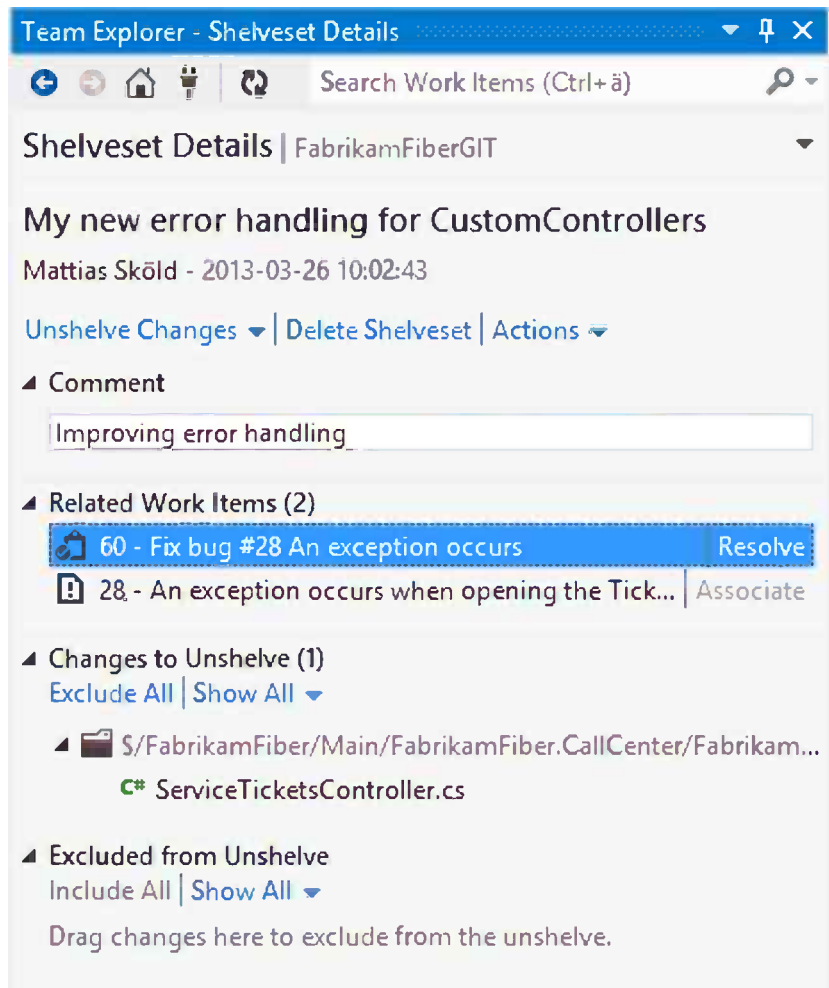 Team Explorer - Shelveset Details
Search Work Items (Ctrl+ä)
Shelveset Details | FabrikamFiberGIT
My new error handling for CustomControllers
Mattias Sköld - 2013-03-26 10:02:43
Unshelve Changes | Delete Shelveset | Actions
Comment
Improving error handling
Related Work Items (2)
60 - Fix bug #28 An exception occurs Resolve
28 - An exception occurs when opening the Tick... | Associate
Changes to Unshelve (1)
Exclude All | Show All
$/FabrikamFiber/Main/FabrikamFiber.CallCenter/Fabrikam...
C# ServiceTicketsController.cs
Excluded from Unshelve
Include All | Show All
Drag changes here to exclude from the unshelve.